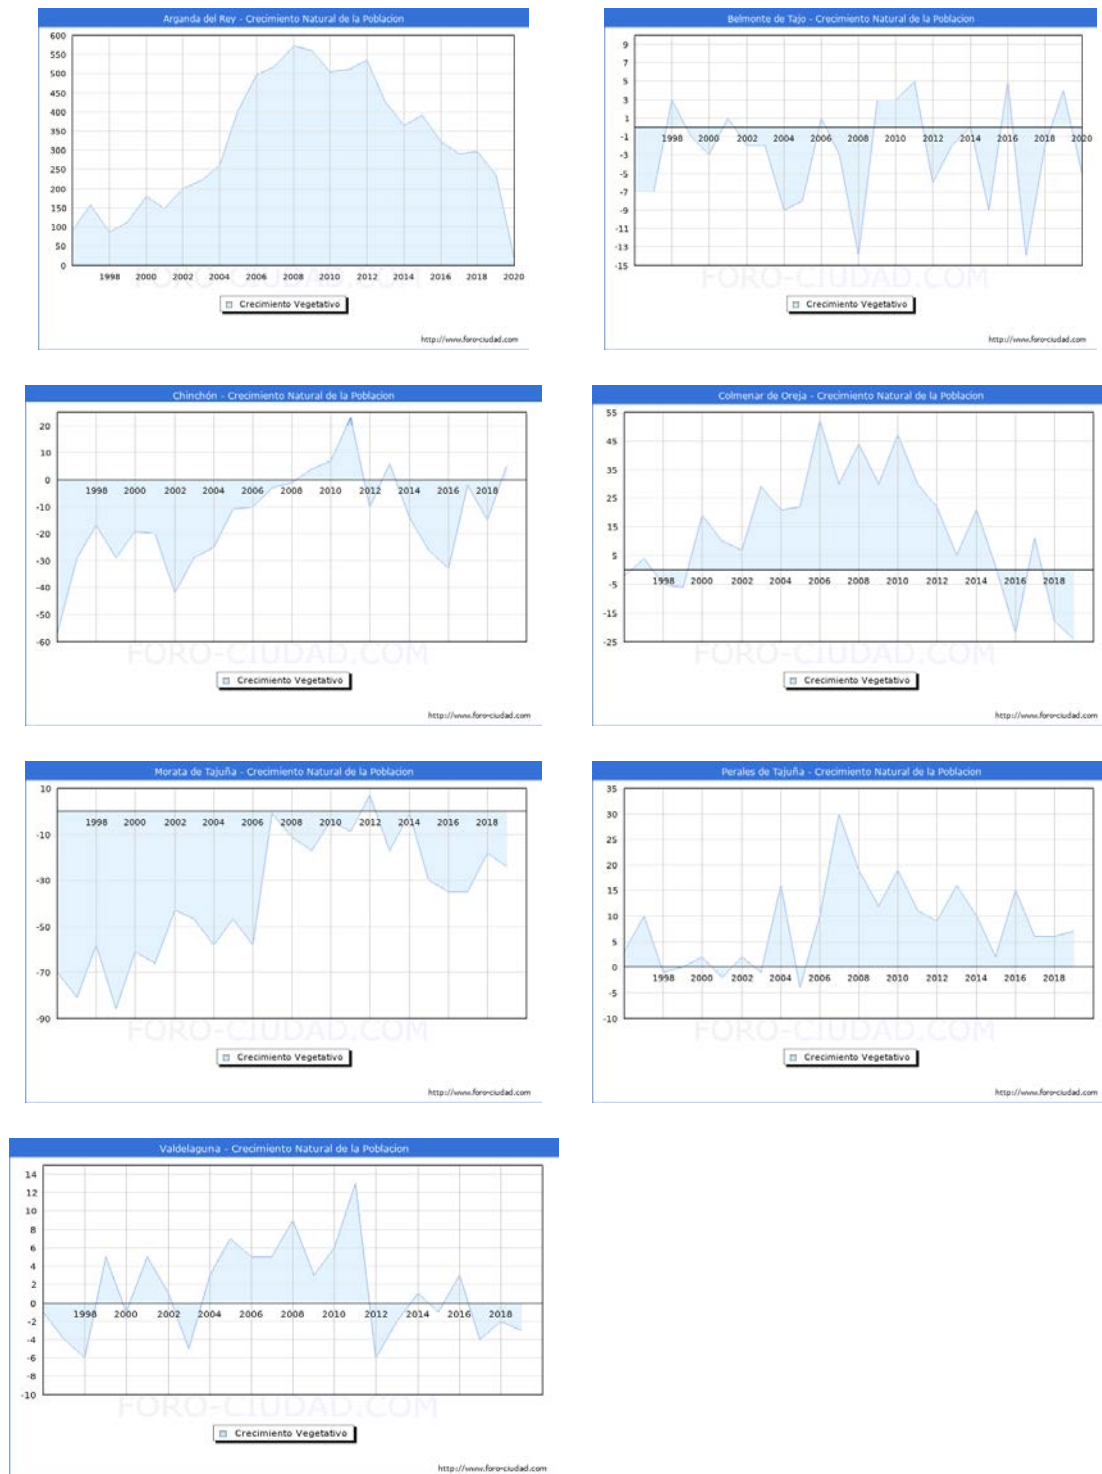 Arganda del Rey - Crecimiento Natural de la Poblacion
600
550
500
450
400
350
300
250
200
150
100
50
0
1998 2000 2002 2004 2006 2008 2010 2012 2014 2016 2018 2020
FORO-CIUDAD.COM
Crecimiento Vegetativo
http://www.foro-ciudad.com
Belmonte de Tajo - Crecimiento Natural de la Poblacion
9
7
5
3
1
-1
-3
-5
-7
-9
-11
-13
-15
1998 2000 2002 2004 2006 2008 2010 2012 2014 2016 2018 2020
FORO-CIUDAD.COM
Crecimiento Vegetativo
http://www.foro-ciudad.com
Chinchón - Crecimiento Natural de la Poblacion
20
10
0
-10
-20
-30
-40
-50
-60
1998 2000 2002 2004 2006 2008 2010 2012 2014 2016 2018
FORO-CIUDAD.COM
Crecimiento Vegetativo
http://www.foro-ciudad.com
Colmenar de Oreja - Crecimiento Natural de la Poblacion
55
45
35
25
15
5
-5
-15
-25
1998 2000 2002 2004 2006 2008 2010 2012 2014 2016 2018
FORO-CIUDAD.COM
Crecimiento Vegetativo
http://www.foro-ciudad.com
Morata de Tajuña - Crecimiento Natural de la Poblacion
10
-10
-30
-50
-70
-90
1998 2000 2002 2004 2006 2008 2010 2012 2014 2016 2018
FORO-CIUDAD.COM
Crecimiento Vegetativo
http://www.foro-ciudad.com
Perales de Tajuña - Crecimiento Natural de la Poblacion
35
30
25
20
15
10
5
0
-5
-10
1998 2000 2002 2004 2006 2008 2010 2012 2014 2016 2018
FORO-CIUDAD.COM
Crecimiento Vegetativo
http://www.foro-ciudad.com
Valdelaguna - Crecimiento Natural de la Poblacion
14
12
10
8
6
4
2
0
-2
-4
-6
-8
-10
1998 2000 2002 2004 2006 2008 2010 2012 2014 2016 2018
FORO-CIUDAD.COM
Crecimiento Vegetativo
http://www.foro-ciudad.com